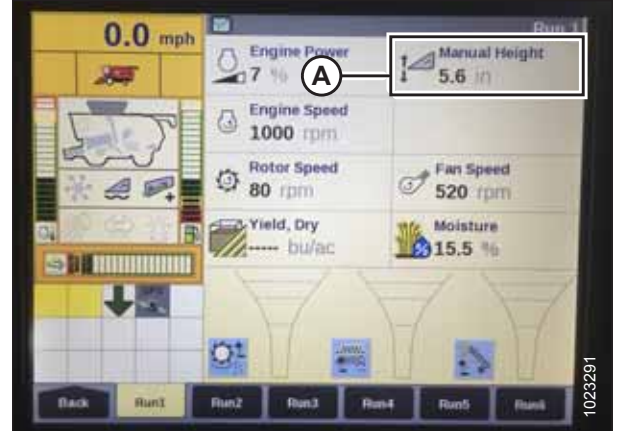 0.0 mph
Run 1
Engine Power
7 %
A
Manual Height
5.6 in
Engine Speed
1000 rpm
Rotor Speed
80 rpm
Fan Speed
520 rpm
Yield, Dry
----- bu/ac
Moisture
15.5 %
Back
Run1
Run2
Run3
Run4
Run5
Run6
1023291